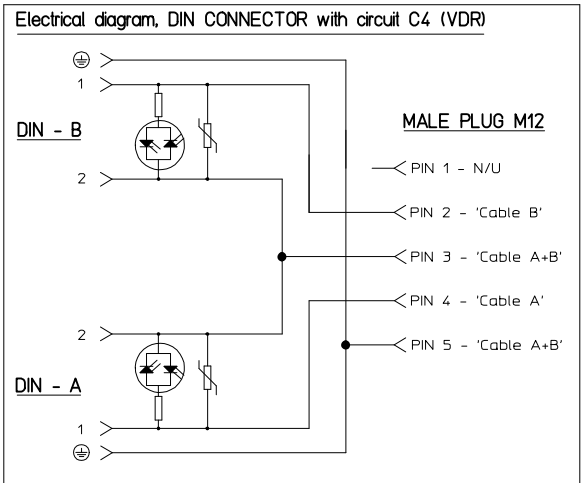 Electrical diagram, DIN CONNECTOR with circuit C4 (VDR)
1
DIN - B
2
MALE PLUG M12
PIN 1 - N/U
PIN 2 - 'Cable B'
PIN 3 - 'Cable A+B'
PIN 4 - 'Cable A'
PIN 5 - 'Cable A+B'
2
DIN - A
1